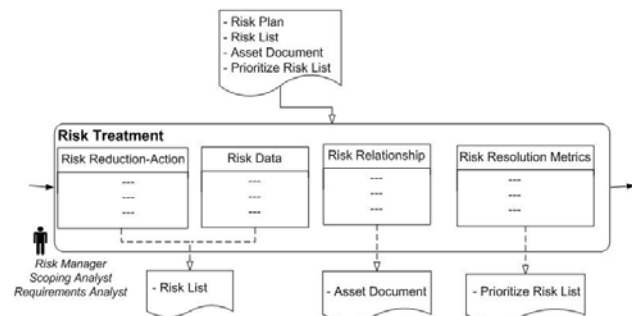 - Risk Plan
- Risk List
- Asset Document
- Prioritize Risk List
Risk Treatment
Risk Reduction-Action
Risk Data
Risk Relationship
Risk Resolution Metrics
--- --- --- ---
--- --- --- ---
--- --- --- ---
Risk Manager
Scoping Analyst
Requirements Analyst
- Risk List
- Asset Document
- Prioritize Risk List